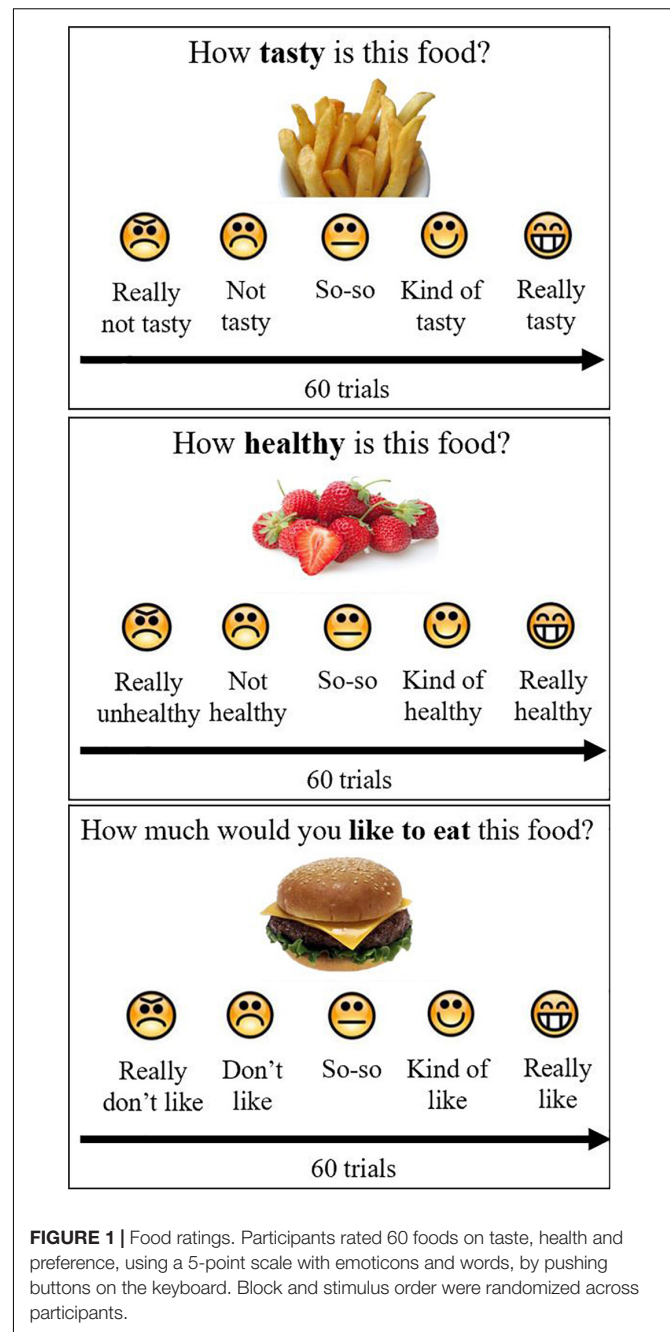 How tasty is this food?
Really Not So-so Kind of Really
not tasty tasty tasty tasty
60 trials
How healthy is this food?
Really Not So-so Kind of Really
unhealthy healthy healthy healthy
60 trials
How much would you like to eat this food?
Really Don't So-so Kind of Really
don't like like like like
60 trials
FIGURE 1 | Food ratings. Participants rated 60 foods on taste, health and
preference, using a 5-point scale with emoticons and words, by pushing
buttons on the keyboard. Block and stimulus order were randomized across
participants.